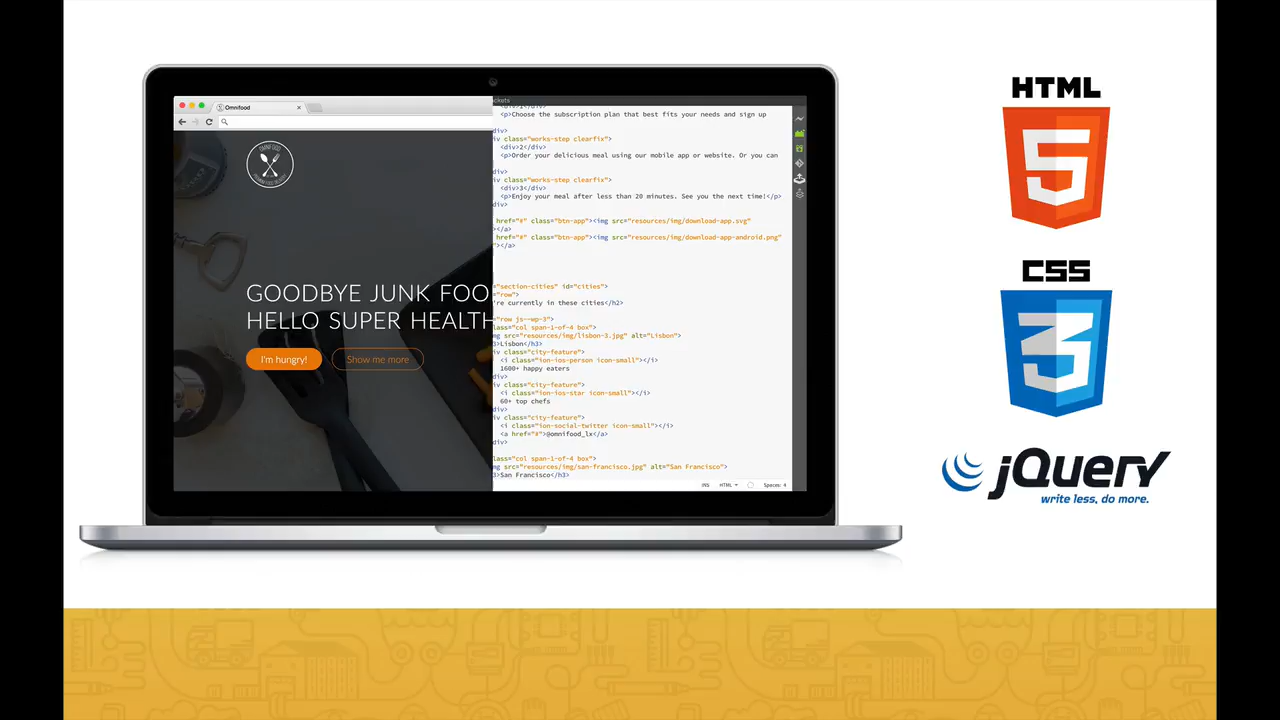 Omnifood
GOODBYE JUNK FOO
HELLO SUPER HEALTH
I'm hungry!
Show me more
ckets
<div>1</div>
<p>Choose the subscription plan that best fits your needs and sign up
div>
iv class="works-step clearfix">
<div>2</div>
<p>Order your delicious meal using our mobile app or website. Or you can
div>
iv class="works-step clearfix">
<div>3</div>
<p>Enjoy your meal after less than 20 minutes. See you the next time!</p>
div>
href="#" class="btn-app"><img src="resources/img/download-app.svg"
></a>
href="#" class="btn-app"><img src="resources/img/download-app-android.png"
"></a>
"section-cities" id="cities">
"row">
're currently in these cities</h2>
"row js--wp-3">
class="col span-1-of-4 box">
mg src="resources/img/lisbon-3.jpg" alt="Lisbon">
3>Lisbon</h3>
iv class="city-feature">
<i class="ion-ios-person icon-small"></i>
1600+ happy eaters
div>
iv class="city-feature">
<i class="ion-ios-star icon-small"></i>
60+ top chefs
div>
iv class="city-feature">
<i class="ion-social-twitter icon-small"></i>
<a href="#">@omnifood_lx</a>
div>
class="col span-1-of-4 box">
mg src="resources/img/san-francisco.jpg" alt="San Francisco">
3>San Francisco</h3>
INS HTML Spaces: 4
HTML
5
CSS
3
jQuery
write less, do more.